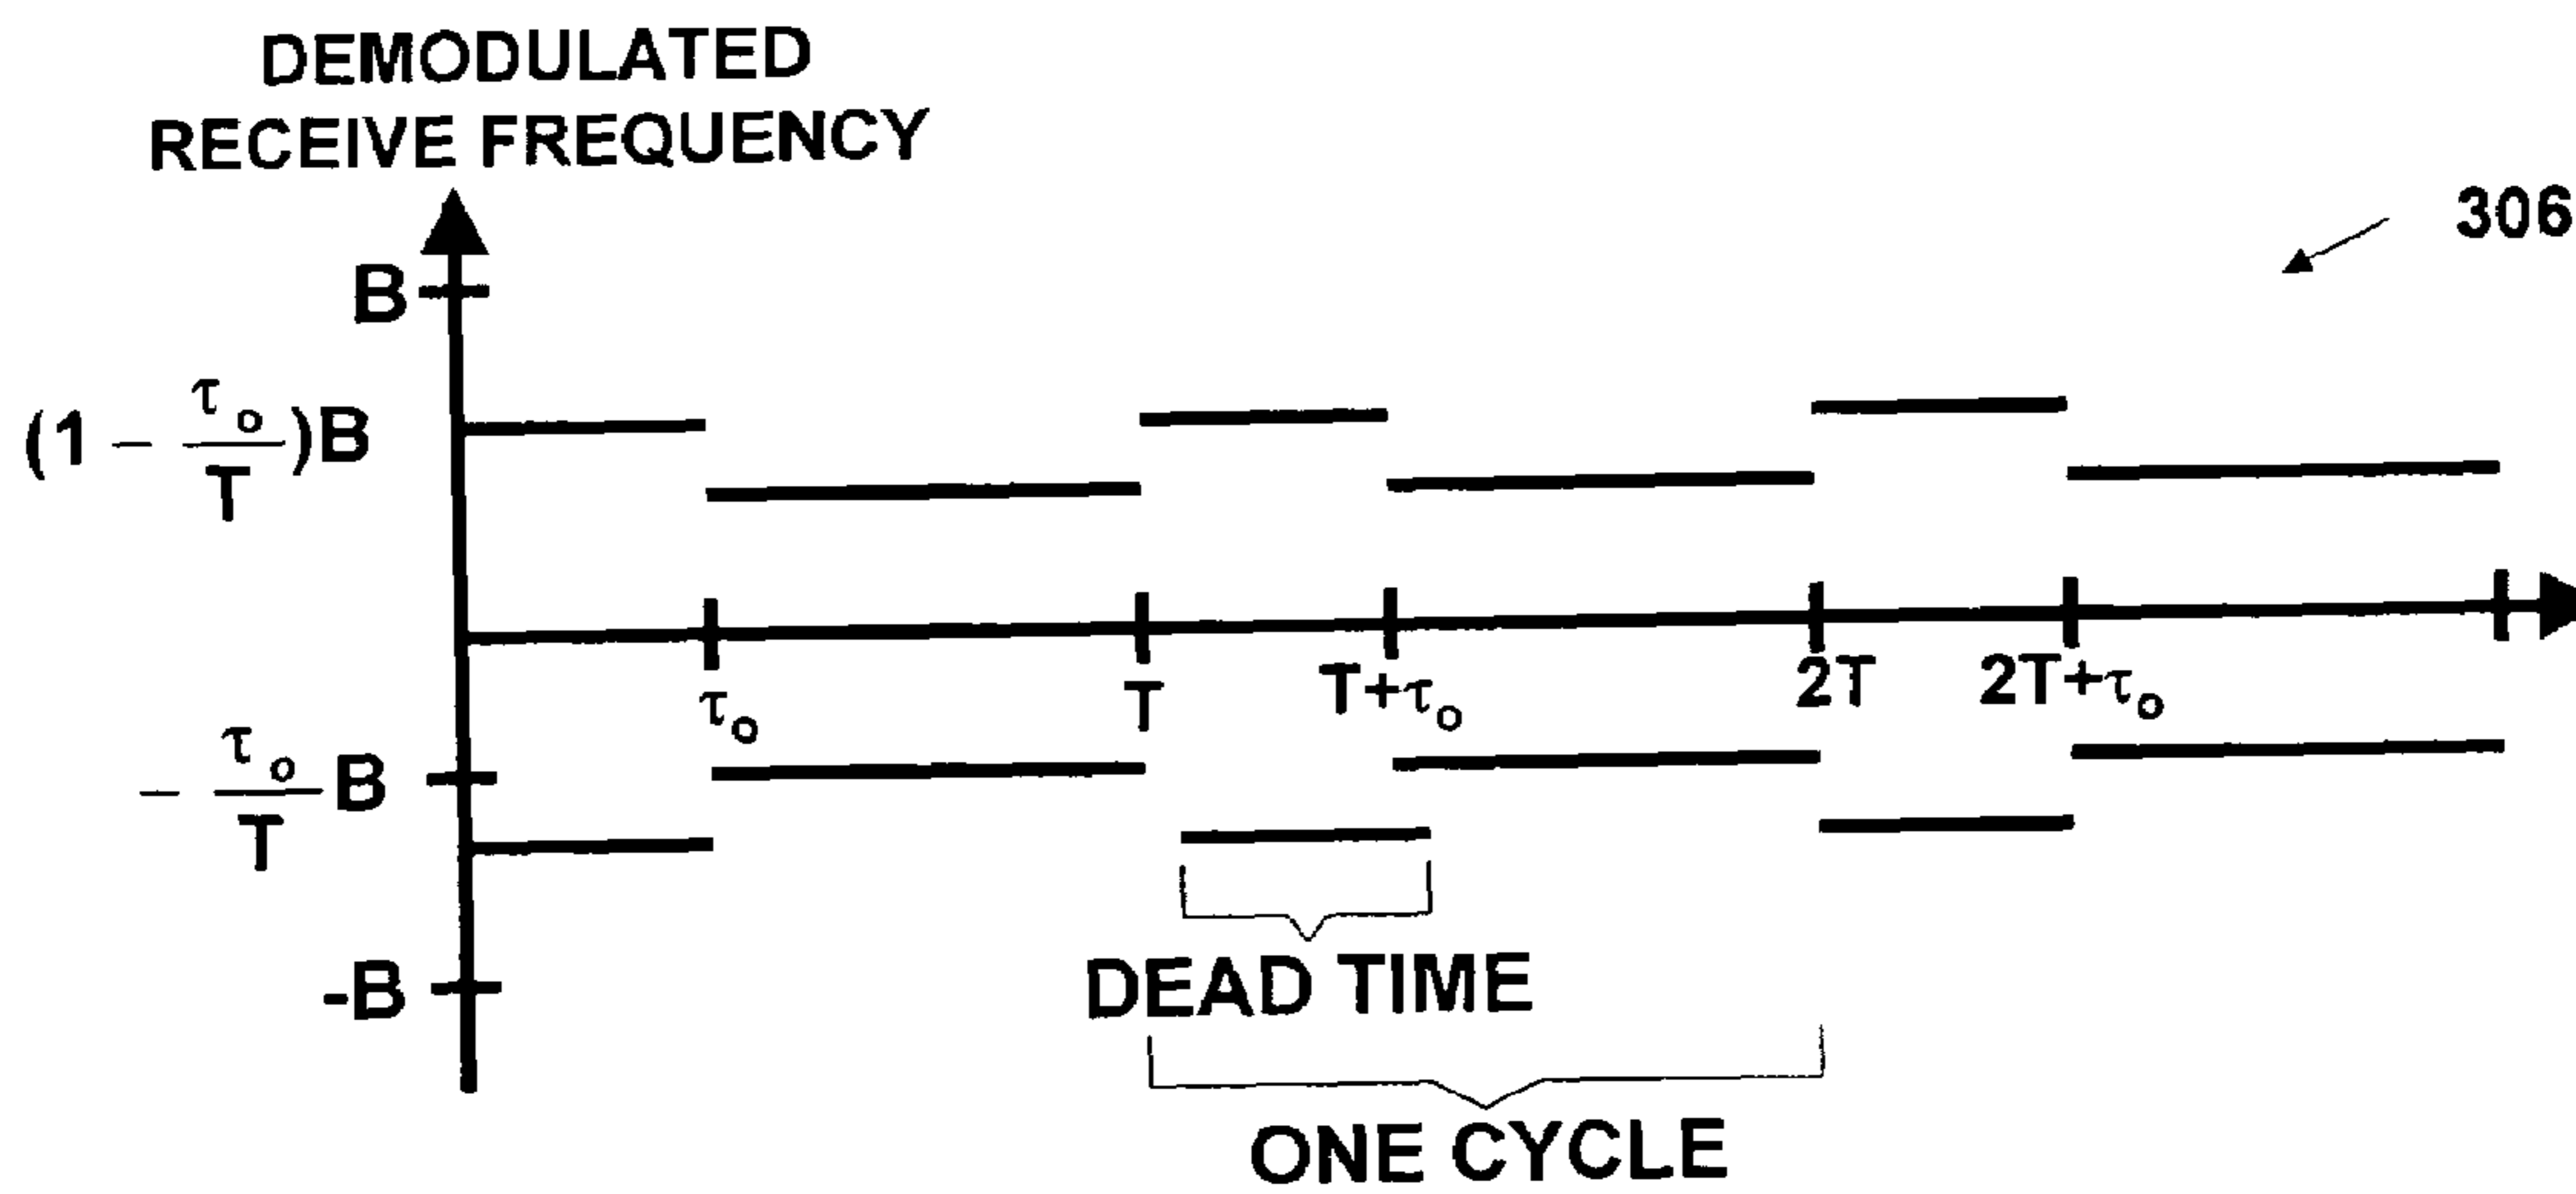 DEMODULATED
RECEIVE FREQUENCY
306
B
(1 − τo/T)B
τo
T
T+τo
2T
2T+τo
− τo/T B
-B
DEAD TIME
ONE CYCLE